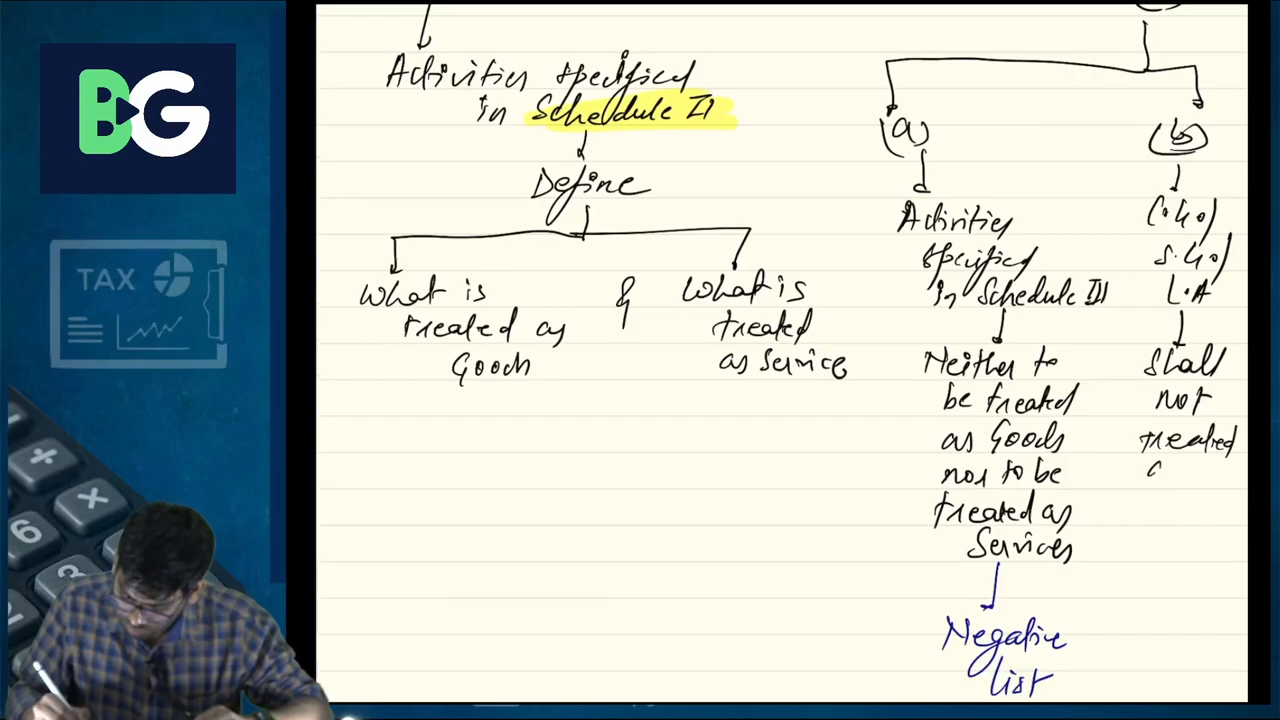 BG
TAX
Activities specified
in Schedule II
Define
What is
treated as
Goods
&
What is
treated
as Service
(a)
Activities
specified
in Schedule III
Neither to
be treated
as Goods
nor to be
treated as
Services
Negative
list
(b)
C.G.
S.G.
L.A
Shall
not
treated